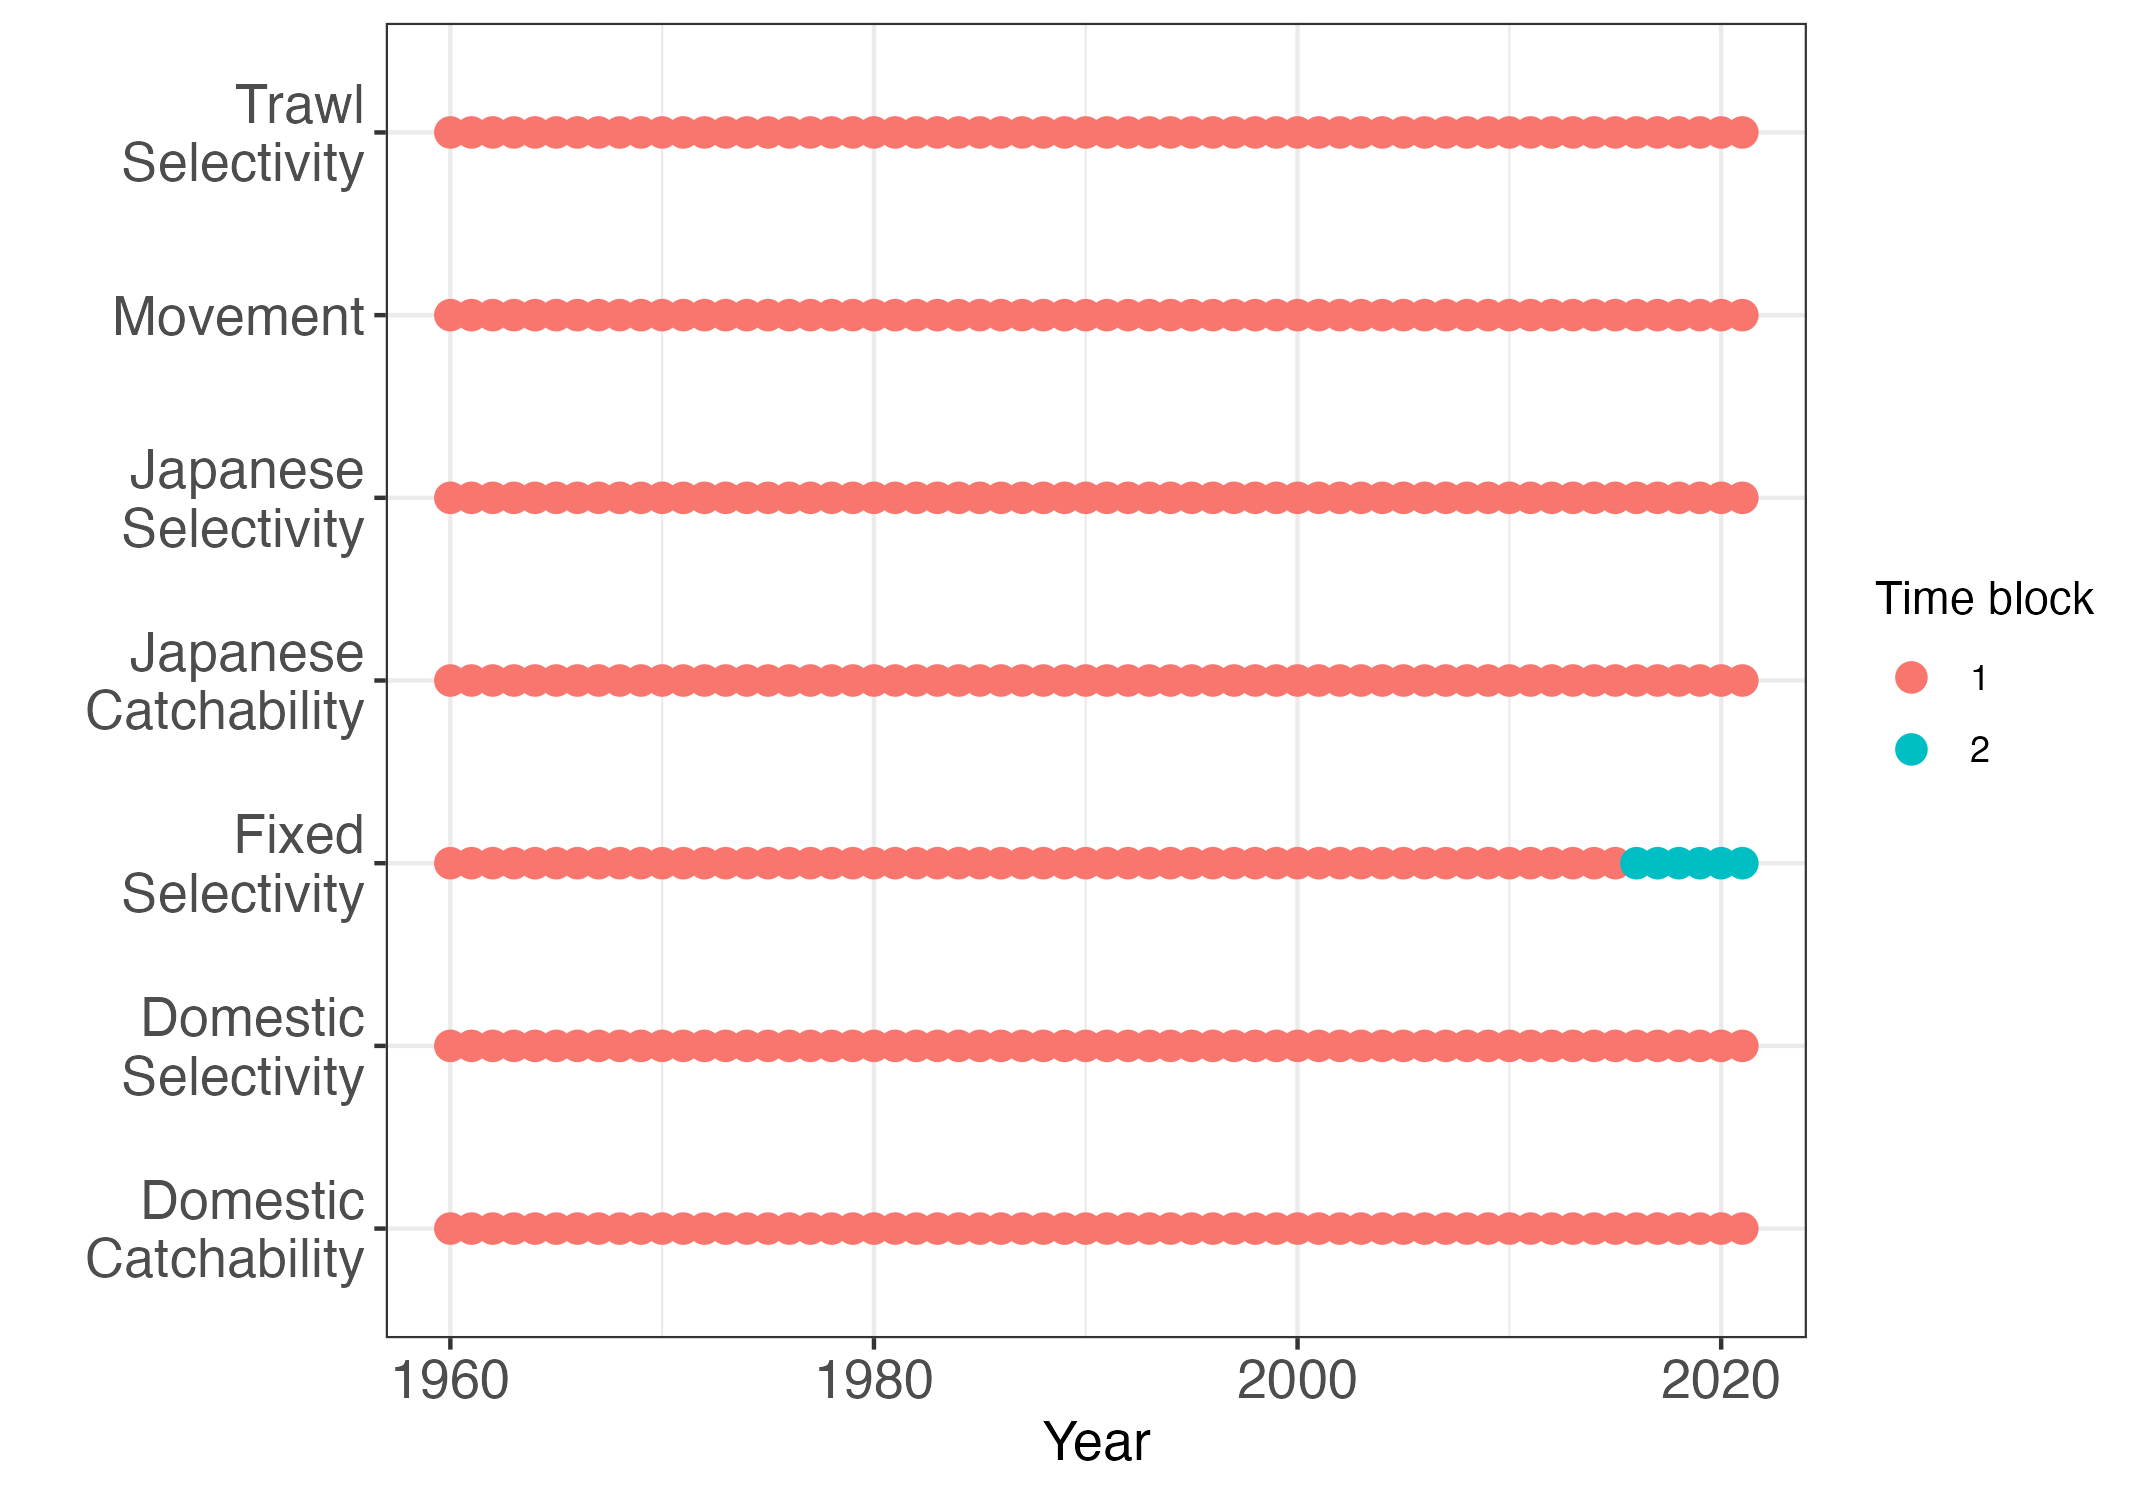 Trawl
Selectivity
Movement
Japanese
Selectivity
Japanese
Catchability
Fixed
Selectivity
Domestic
Selectivity
Domestic
Catchability
1960
1980
2000
2020
Year
Time block
1
2